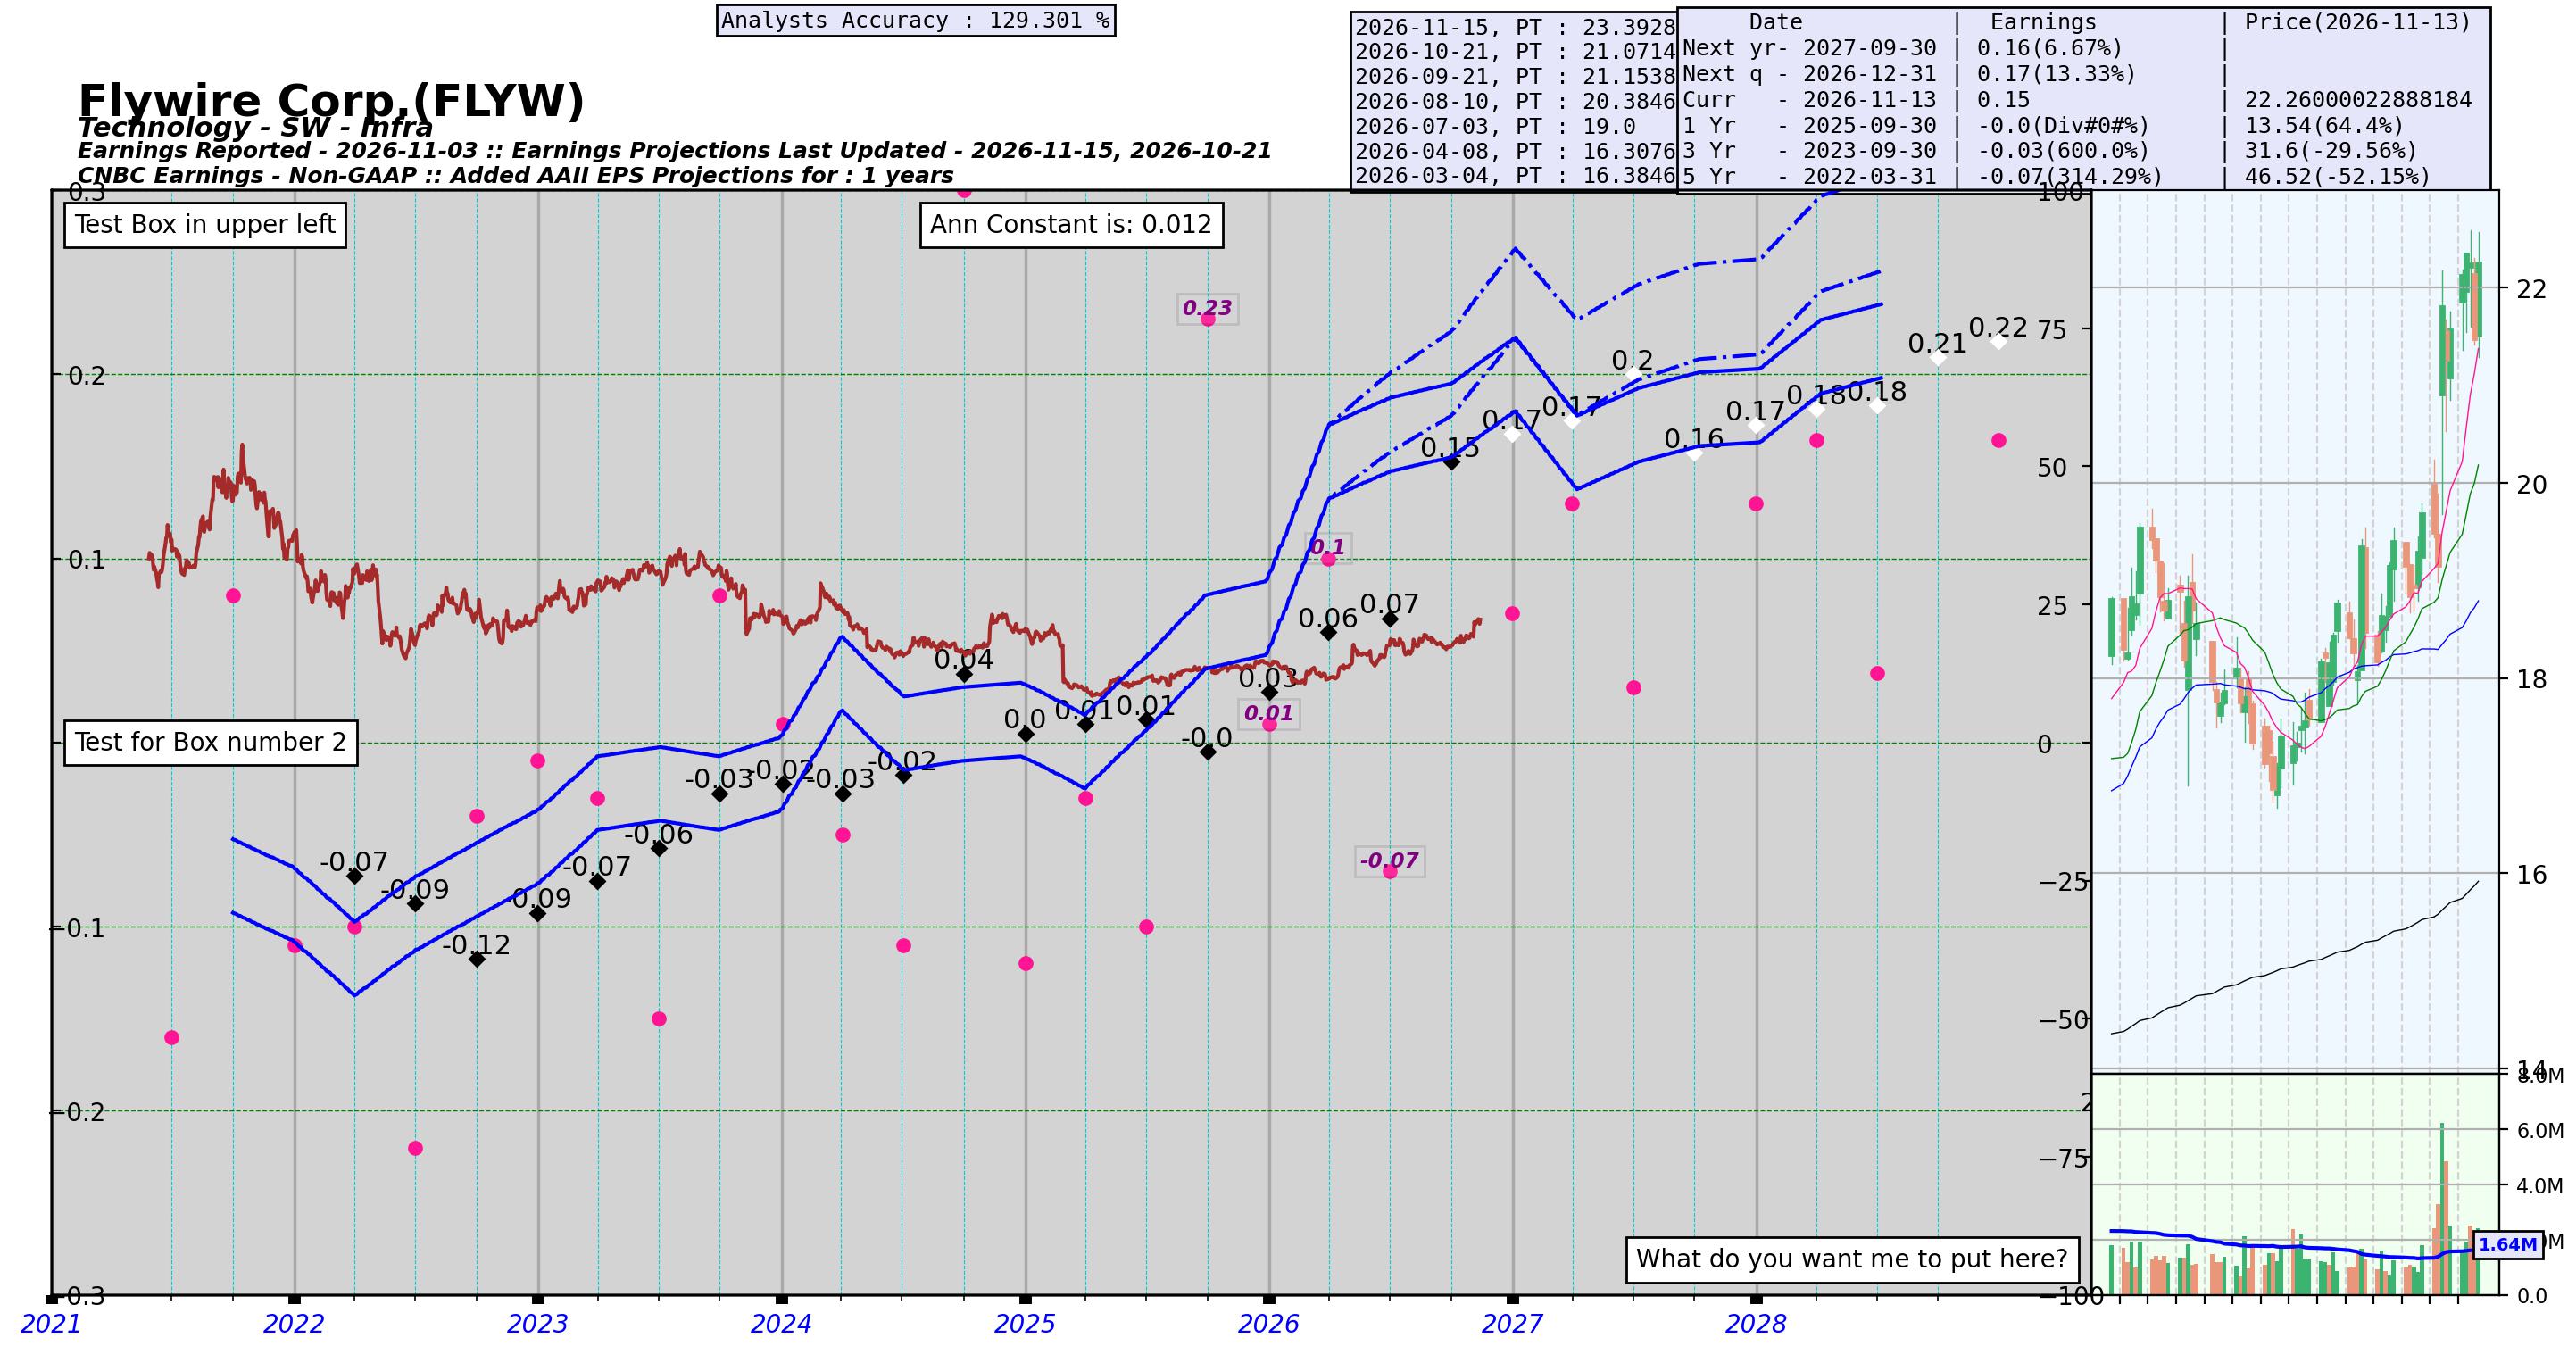 Analysts Accuracy : 129.301 %
2026-11-15, PT : 23.3928
2026-10-21, PT : 21.0714
2026-09-21, PT : 21.1538
2026-08-10, PT : 20.3846
2026-07-03, PT : 19.0
2026-04-08, PT : 16.3076
2026-03-04, PT : 16.3846
Date | Earnings | Price(2026-11-13)
Next yr- 2027-09-30 | 0.16(6.67%) |
Next q - 2026-12-31 | 0.17(13.33%) |
Curr - 2026-11-13 | 0.15 | 22.26000022888184
1 Yr - 2025-09-30 | -0.0(Div#0#%) | 13.54(64.4%)
3 Yr - 2023-09-30 | -0.03(600.0%) | 31.6(-29.56%)
5 Yr - 2022-03-31 | -0.07(314.29%) | 46.52(-52.15%)
Flywire Corp,(FLYW)
Technology - SW - Infra
Earnings Reported - 2026-11-03 :: Earnings Projections Last Updated - 2026-11-15, 2026-10-21
CNBC Earnings - Non-GAAP :: Added AAII EPS Projections for : 1 years
Test Box in upper left
Ann Constant is: 0.012
Test for Box number 2
What do you want me to put here?
0.3
0.2
0.1
-0.1
-0.2
-0.3
-0.07
-0.09
-0.12
-0.09
-0.07
-0.06
-0.03
-0.02
-0.03
-0.02
0.04
0.0
0.01
0.01
-0.0
0.03
0.06
0.07
0.15
0.17
0.17
0.2
0.16
0.17
0.18
0.18
0.21
0.22
0.23
0.01
0.1
-0.07
100
75
50
25
0
−25
−50
−75
−100
22
20
18
16
14
8.0M
6.0M
4.0M
1.64M
0.0
2021
2022
2023
2024
2025
2026
2027
2028